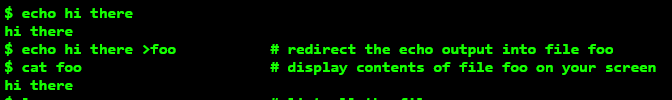 $ echo hi there
hi there
$ echo hi there >foo # redirect the echo output into file foo
$ cat foo # display contents of file foo on your screen
hi there